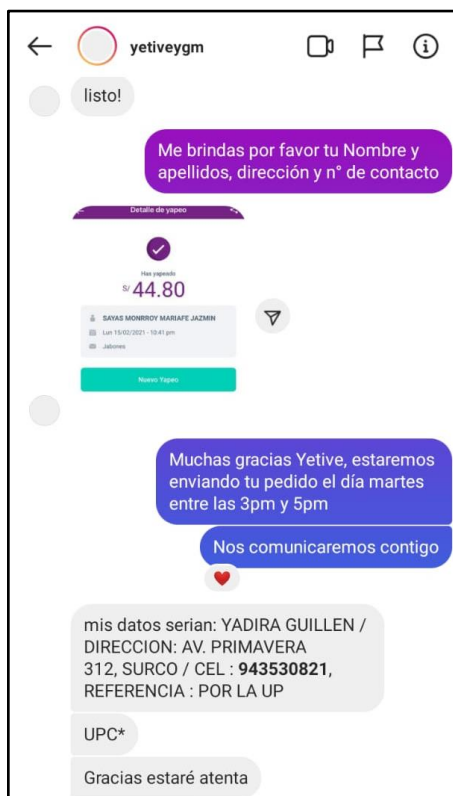 yetiveygm
listo!
Me brindas por favor tu Nombre y
apellidos, dirección y n° de contacto
Detalle de yapeo
Has yapeado
S/ 44.80
SAYAS MONRROY MARIAFE JAZMIN
Lun 15/02/2021 - 10:41 pm
Jabones
Nuevo Yapeo
Muchas gracias Yetive, estaremos
enviando tu pedido el día martes
entre las 3pm y 5pm
Nos comunicaremos contigo
mis datos serian: YADIRA GUILLEN /
DIRECCION: AV. PRIMAVERA
312, SURCO / CEL : 943530821,
REFERENCIA : POR LA UP
UPC*
Gracias estaré atenta